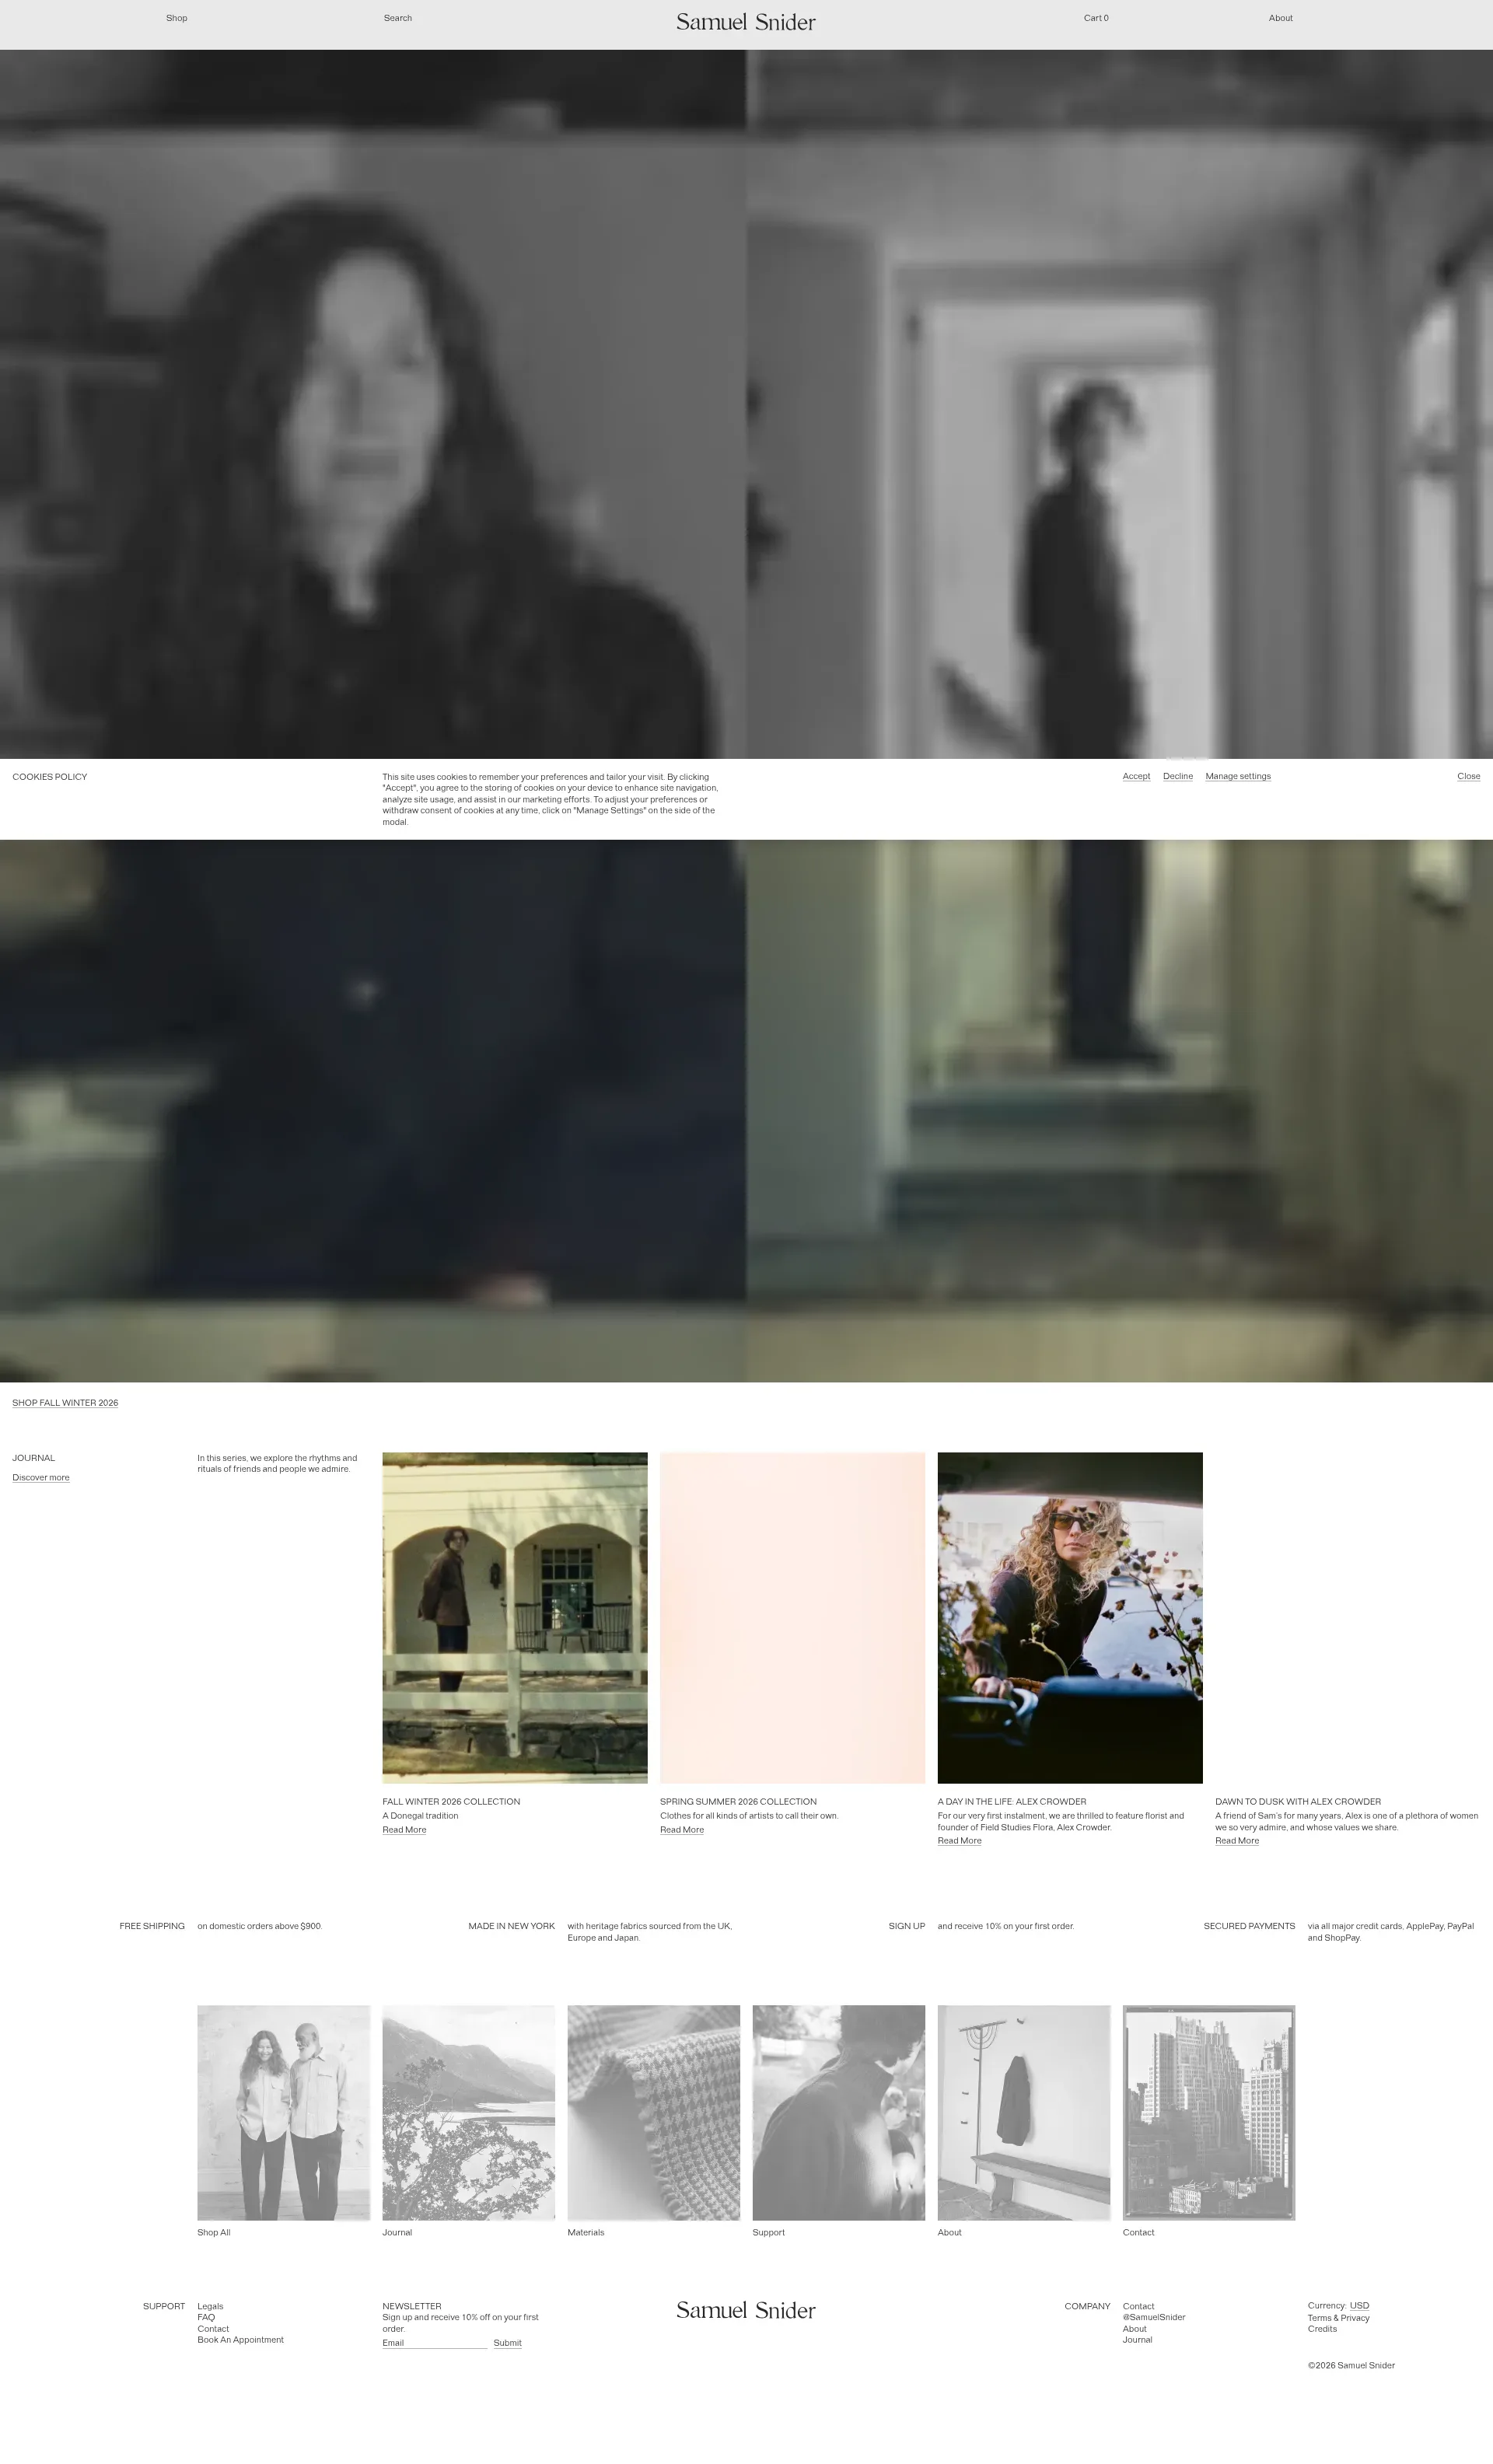 Shop
Search
Samuel Snider
Cart 0
About
COOKIES POLICY
This site uses cookies to remember your preferences and tailor your visit. By clicking
"Accept", you agree to the storing of cookies on your device to enhance site navigation,
analyze site usage, and assist in our marketing efforts. To adjust your preferences or
withdraw consent of cookies at any time, click on "Manage Settings" on the side of the
modal.
Accept
Decline
Manage settings
Close
SHOP FALL WINTER 2026
JOURNAL
Discover more
In this series, we explore the rhythms and
rituals of friends and people we admire.
FALL WINTER 2026 COLLECTION
A Donegal tradition
Read More
SPRING SUMMER 2026 COLLECTION
Clothes for all kinds of artists to call their own.
Read More
A DAY IN THE LIFE: ALEX CROWDER
For our very first instalment, we are thrilled to feature florist and
founder of Field Studies Flora, Alex Crowder.
Read More
DAWN TO DUSK WITH ALEX CROWDER
A friend of Sam's for many years, Alex is one of a plethora of women
we so very admire, and whose values we share.
Read More
FREE SHIPPING
on domestic orders above $900.
MADE IN NEW YORK
with heritage fabrics sourced from the UK,
Europe and Japan.
SIGN UP
and receive 10% on your first order.
SECURED PAYMENTS
via all major credit cards, ApplePay, PayPal
and ShopPay.
Shop All
Journal
Materials
Support
About
Contact
SUPPORT
Legals
FAQ
Contact
Book An Appointment
NEWSLETTER
Sign up and receive 10% off on your first
order.
Email
Submit
Samuel Snider
COMPANY
Contact
@SamuelSnider
About
Journal
Currency: USD
Terms & Privacy
Credits
©2026 Samuel Snider